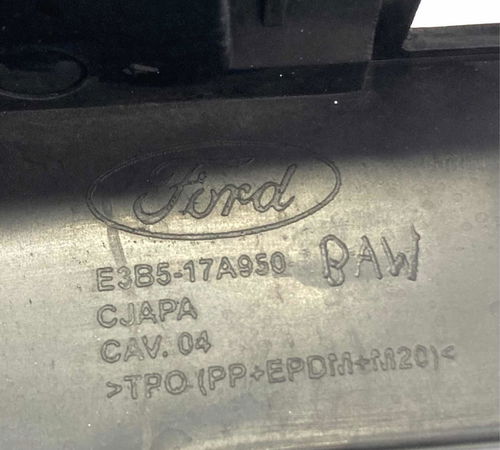 Ford
E3B5-17A950 BAW
CJAPA
CAV. 04
>TPO (PP+EPDM+M20)<